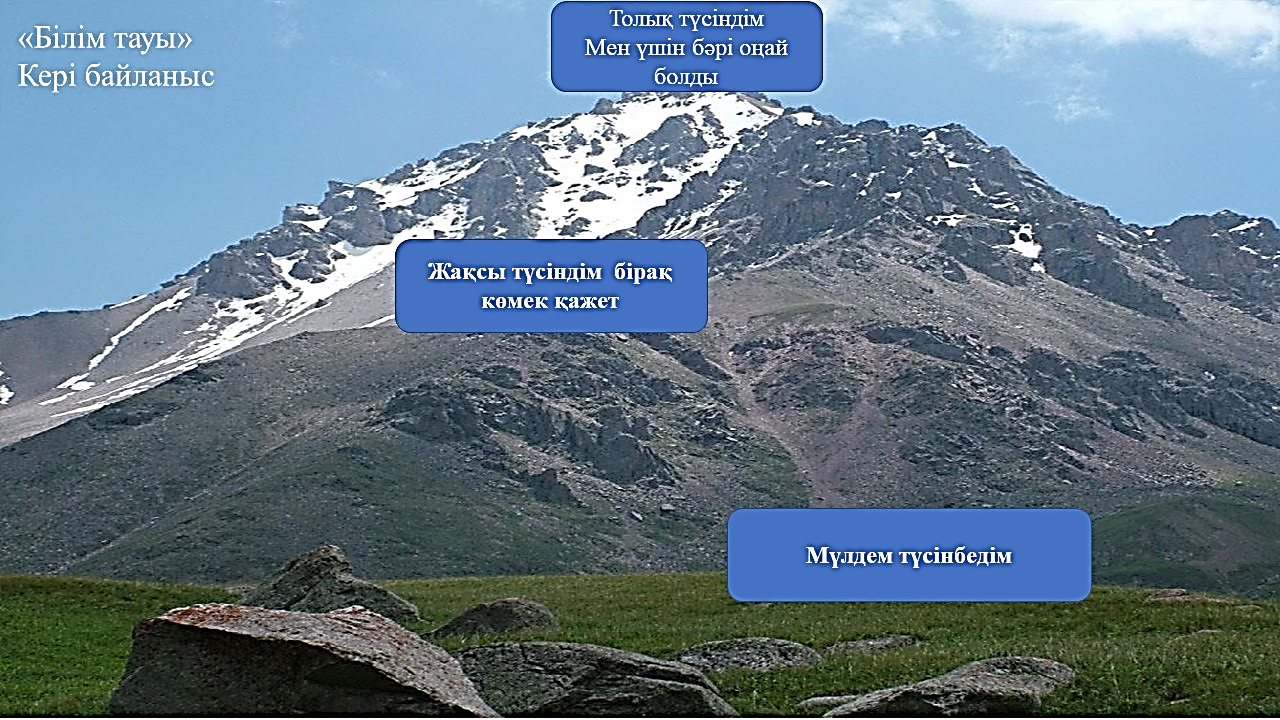 «Білім тауы»
Кері байланыс
Толық түсіндім
Мен үшін бәрі оңай
болды
Жақсы түсіндім  бірақ
көмек қажет
Мүлдем түсінбедім